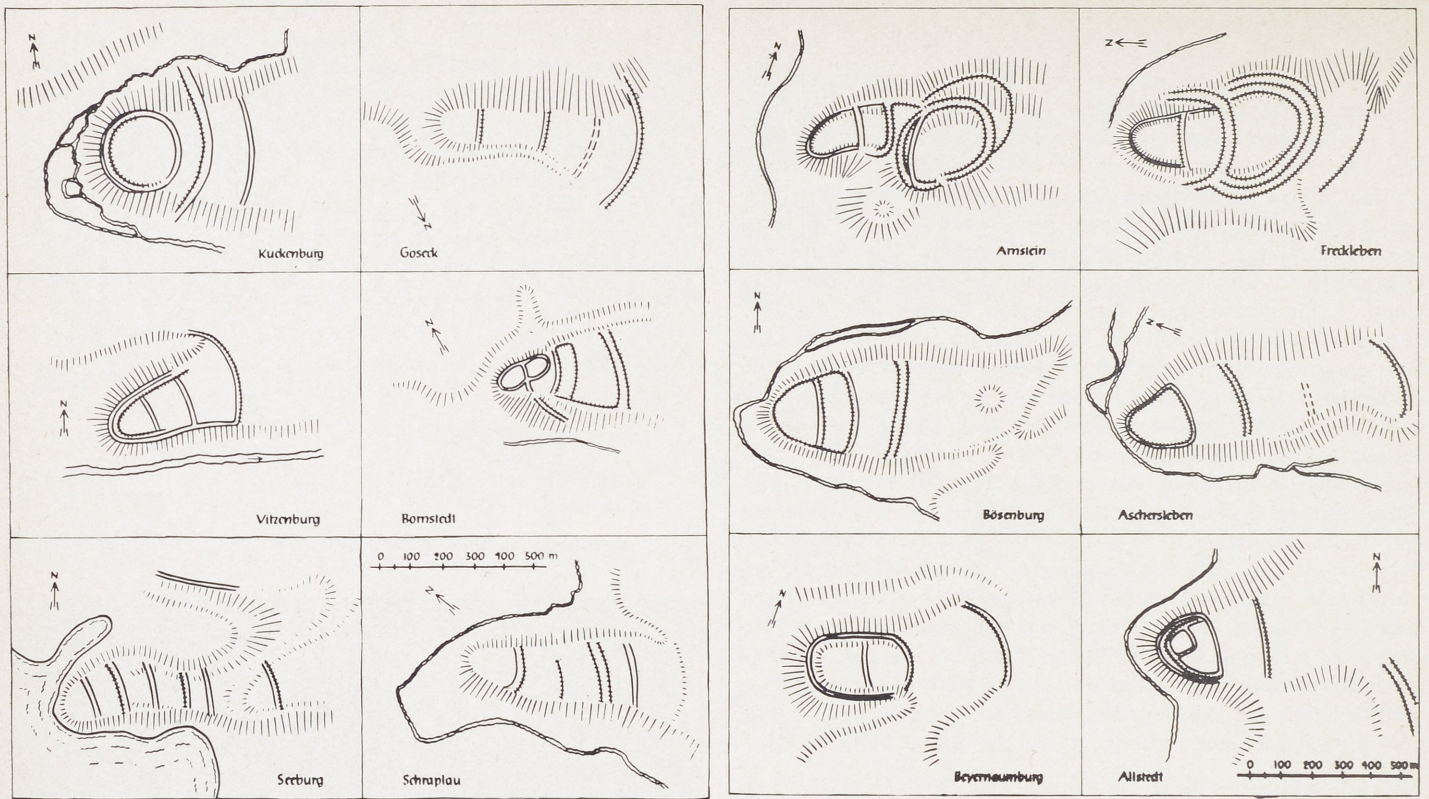 N
Kuckenburg
N
Goseck
N
Vitzenburg
N
Bornstedt
N
Seeburg
0 100 200 300 400 500 m
N
Schraplau
N
Arnstein
N
Freckleben
N
Bösenburg
N
Aschersleben
N
Beyernaumburg
N
Allstedt
0 100 200 300 400 500 m